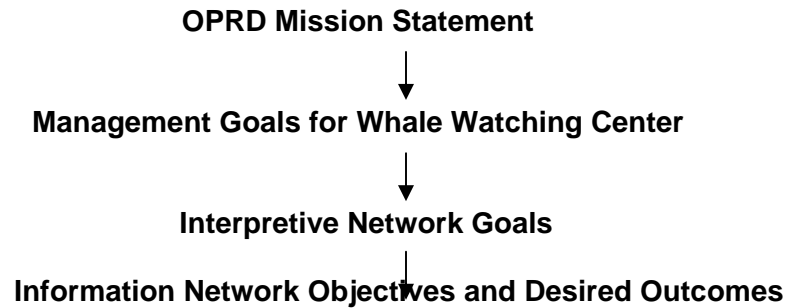 OPRD Mission Statement
Management Goals for Whale Watching Center
Interpretive Network Goals
Information Network Objectives and Desired Outcomes